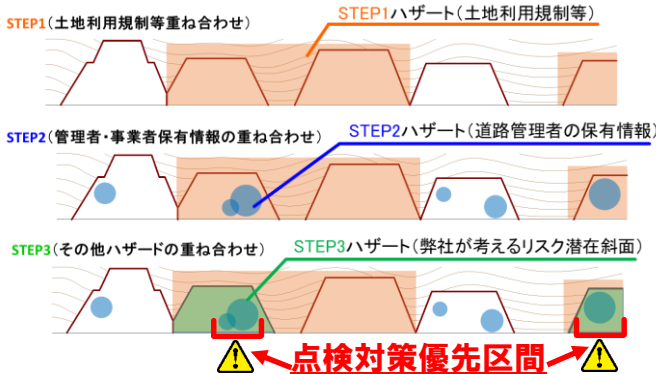 STEP1(土地利用規制等重ね合わせ)
STEP1ハザート(土地利用規制等)
STEP2(管理者・事業者保有情報の重ね合わせ)
STEP2ハザート(道路管理者の保有情報)
STEP3(その他ハザードの重ね合わせ)
STEP3ハザート(弊社が考えるリスク潜在斜面)
点検対策優先区間